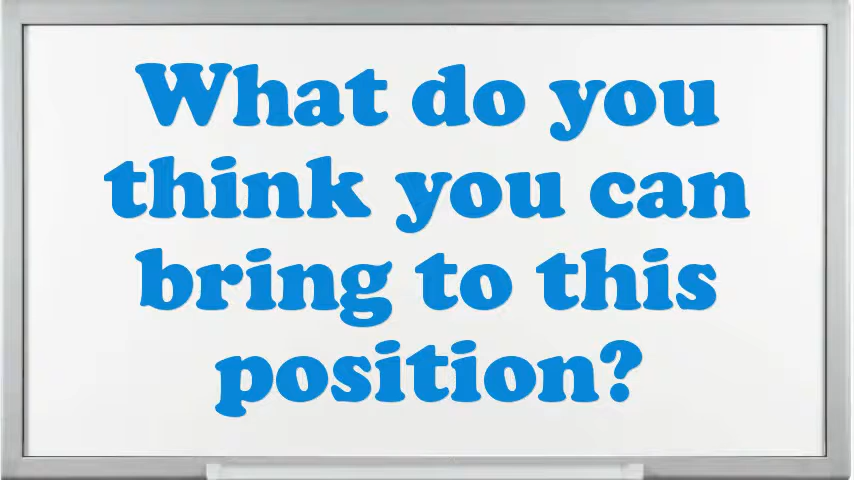 What do you
think you can
bring to this
position?